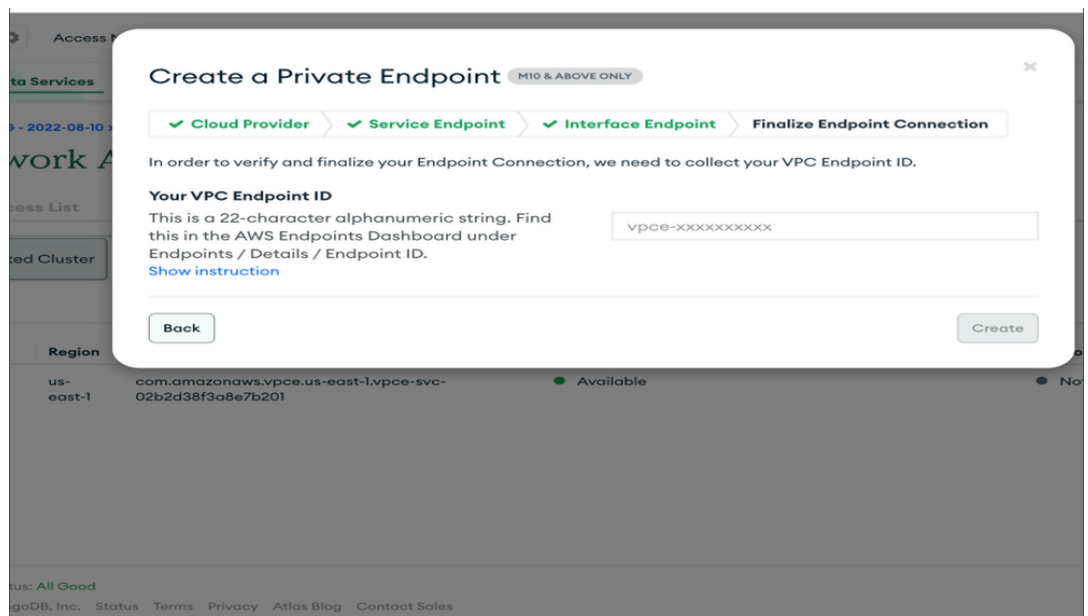 Access
Create a Private Endpoint M10 & ABOVE ONLY
ta Services
Cloud Provider Service Endpoint Interface Endpoint Finalize Endpoint Connection
- 2022-08-10
work A
In order to verify and finalize your Endpoint Connection, we need to collect your VPC Endpoint ID.
Your VPC Endpoint ID
cess List
This is a 22-character alphanumeric string. Find
this in the AWS Endpoints Dashboard under
Endpoints / Details / Endpoint ID.
vpce-xxxxxxxxxx
ted Cluster
Show instruction
Back
Create
Region
us-
east-1
com.amazonaws.vpce.us-east-1.vpce-svc-
02b2d38f3a8e7b201
Available
No
tus: All Good
goDB, Inc. Status Terms Privacy Atlas Blog Contact Sales